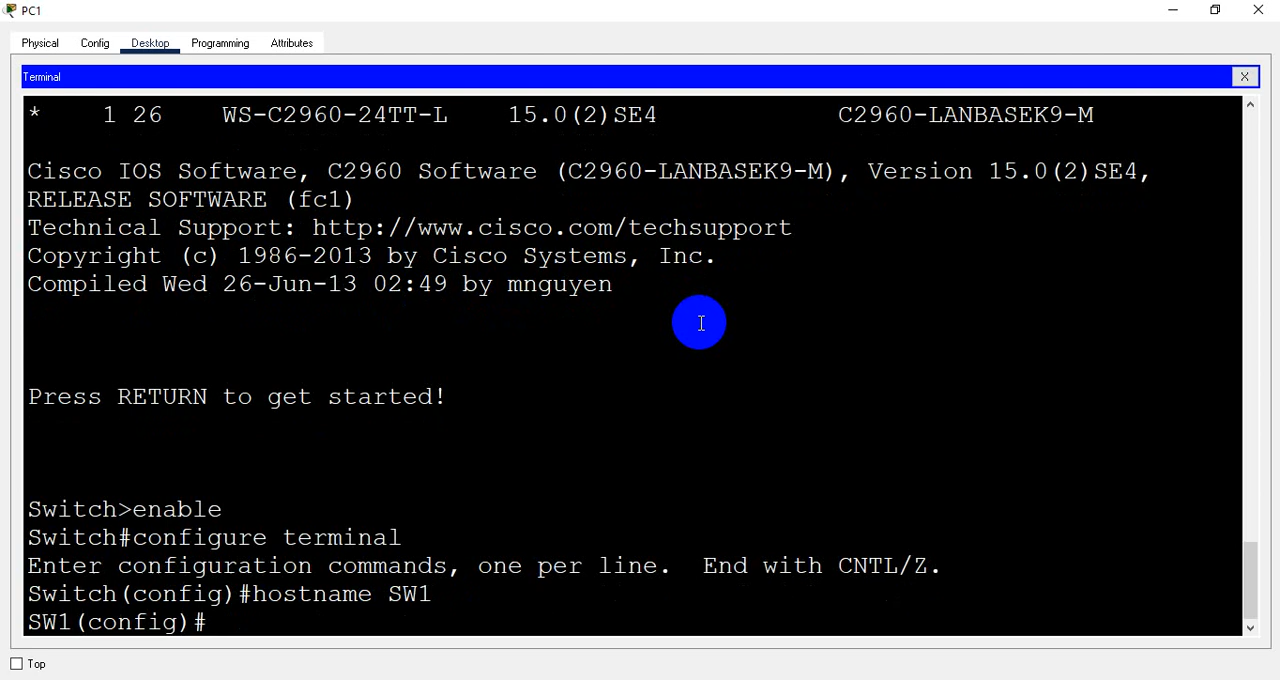 PC1
Physical Config Desktop Programming Attributes
Terminal X
* 1 26 WS-C2960-24TT-L 15.0(2)SE4 C2960-LANBASEK9-M
Cisco IOS Software, C2960 Software (C2960-LANBASEK9-M), Version 15.0(2)SE4,
RELEASE SOFTWARE (fc1)
Technical Support: http://www.cisco.com/techsupport
Copyright (c) 1986-2013 by Cisco Systems, Inc.
Compiled Wed 26-Jun-13 02:49 by mnguyen
Press RETURN to get started!
Switch>enable
Switch#configure terminal
Enter configuration commands, one per line. End with CNTL/Z.
Switch(config)#hostname SW1
SW1(config)#
Top